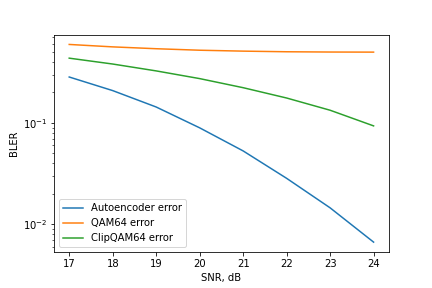 BLER
10⁻¹
10⁻²
Autoencoder error
QAM64 error
ClipQAM64 error
17 18 19 20 21 22 23 24
SNR, dB